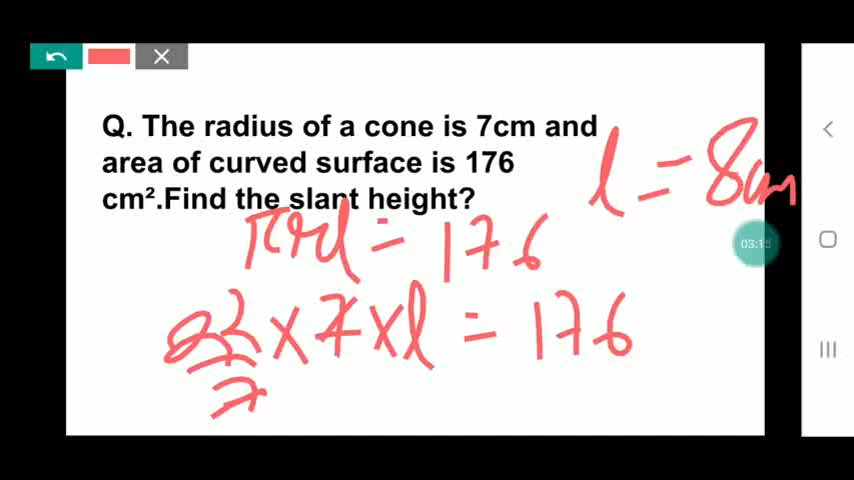 Q. The radius of a cone is 7cm and
area of curved surface is 176
cm².Find the slant height?
l = 8cm
πrl = 176
22/7 × 7 × l = 176
03:15